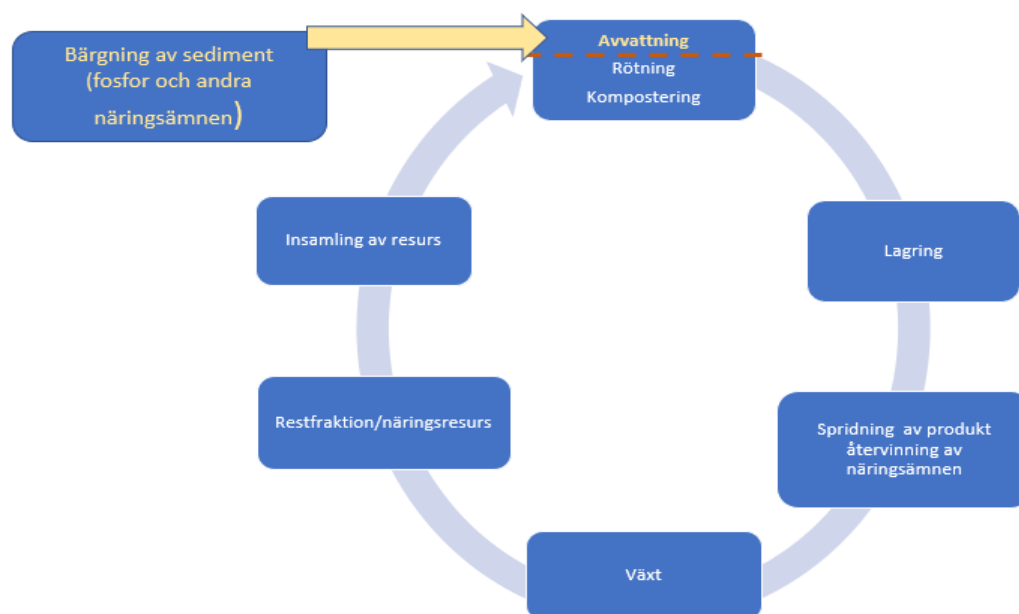 Bärgning av sediment
(fosfor och andra
näringsämnen)
Avvattning
Rötning
Kompostering
Lagring
Spridning av produkt
återvinning av
näringsämnen
Växt
Restfraktion/näringsresurs
Insamling av resurs